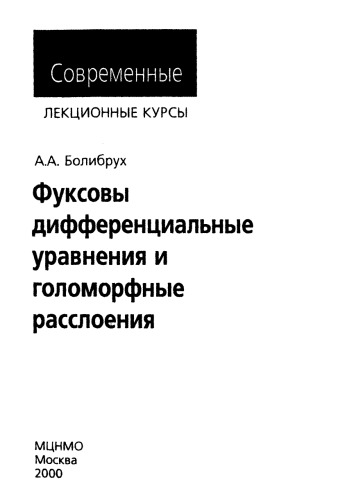 Современные
ЛЕКЦИОННЫЕ КУРСЫ
А.А. Болибрух
Фуксовы
дифференциальные
уравнения и
голоморфные
расслоения
МЦНМО
Москва
2000